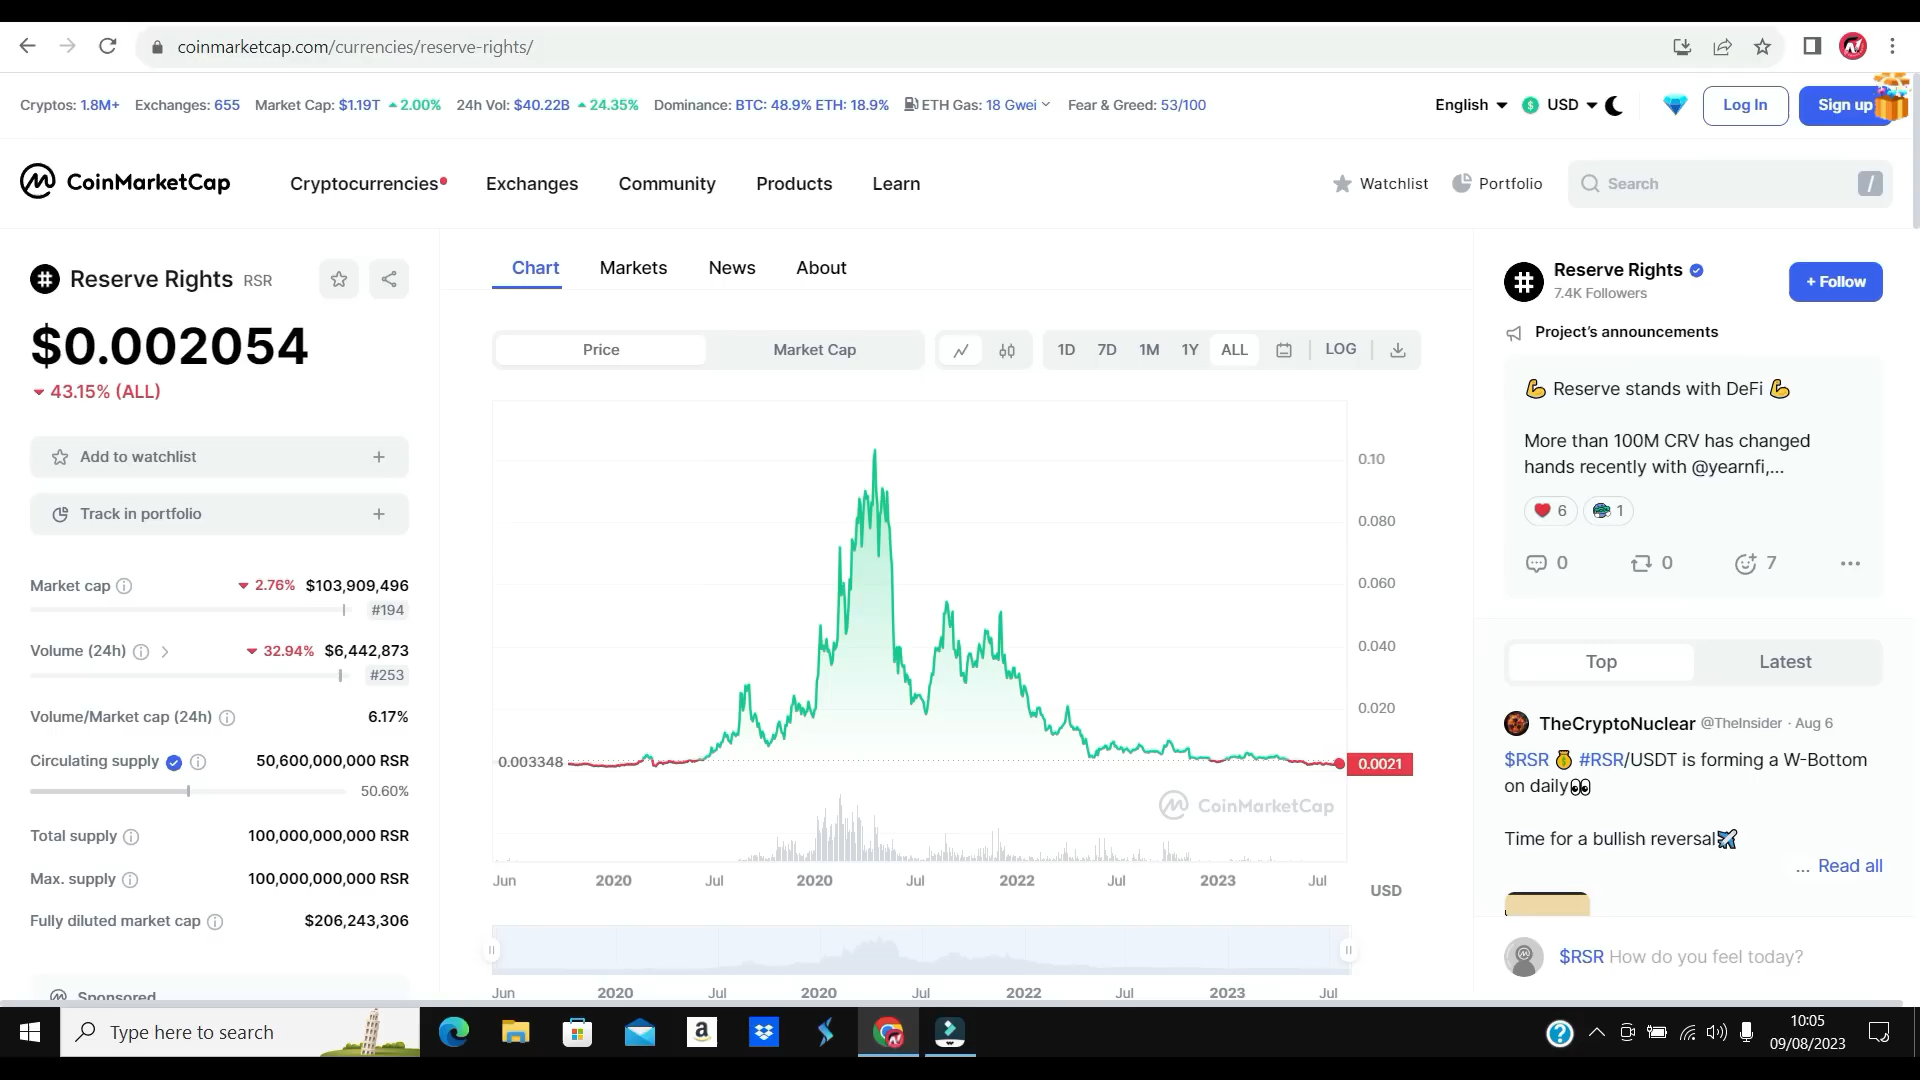 coinmarketcap.com/currencies/reserve-rights/
Cryptos: 1.8M+ Exchanges: 655 Market Cap: $1.19T 2.00% 24h Vol: $40.22B 24.35% Dominance: BTC: 48.9% ETH: 18.9% ETH Gas: 18 Gwei Fear & Greed: 53/100
English USD Log In Sign up
CoinMarketCap Cryptocurrencies Exchanges Community Products Learn Watchlist Portfolio Search /
Reserve Rights RSR
$0.002054
43.15% (ALL)
Add to watchlist +
Track in portfolio +
Market cap 2.76% $103,909,496
#194
Volume (24h) 32.94% $6,442,873
#253
Volume/Market cap (24h) 6.17%
Circulating supply 50,600,000,000 RSR
50.60%
Total supply 100,000,000,000 RSR
Max. supply 100,000,000,000 RSR
Fully diluted market cap $206,243,306
Sponsored
Chart Markets News About
Price Market Cap 1D 7D 1M 1Y ALL LOG
0.10
0.080
0.060
0.040
0.020
0.003348 0.0021
CoinMarketCap
Jun 2020 Jul 2020 Jul 2022 Jul 2023 Jul USD
Jun 2020 Jul 2020 Jul 2022 Jul 2023 Jul
Reserve Rights
7.4K Followers
+ Follow
Project's announcements
💪 Reserve stands with DeFi 💪
More than 100M CRV has changed
hands recently with @yearnfi,...
6 1
0 0 7 ...
Top Latest
TheCryptoNuclear @TheInsider · Aug 6
$RSR 💰 #RSR/USDT is forming a W-Bottom
on daily👀
Time for a bullish reversal✈️
... Read all
$RSR How do you feel today?
Type here to search
10:05
09/08/2023